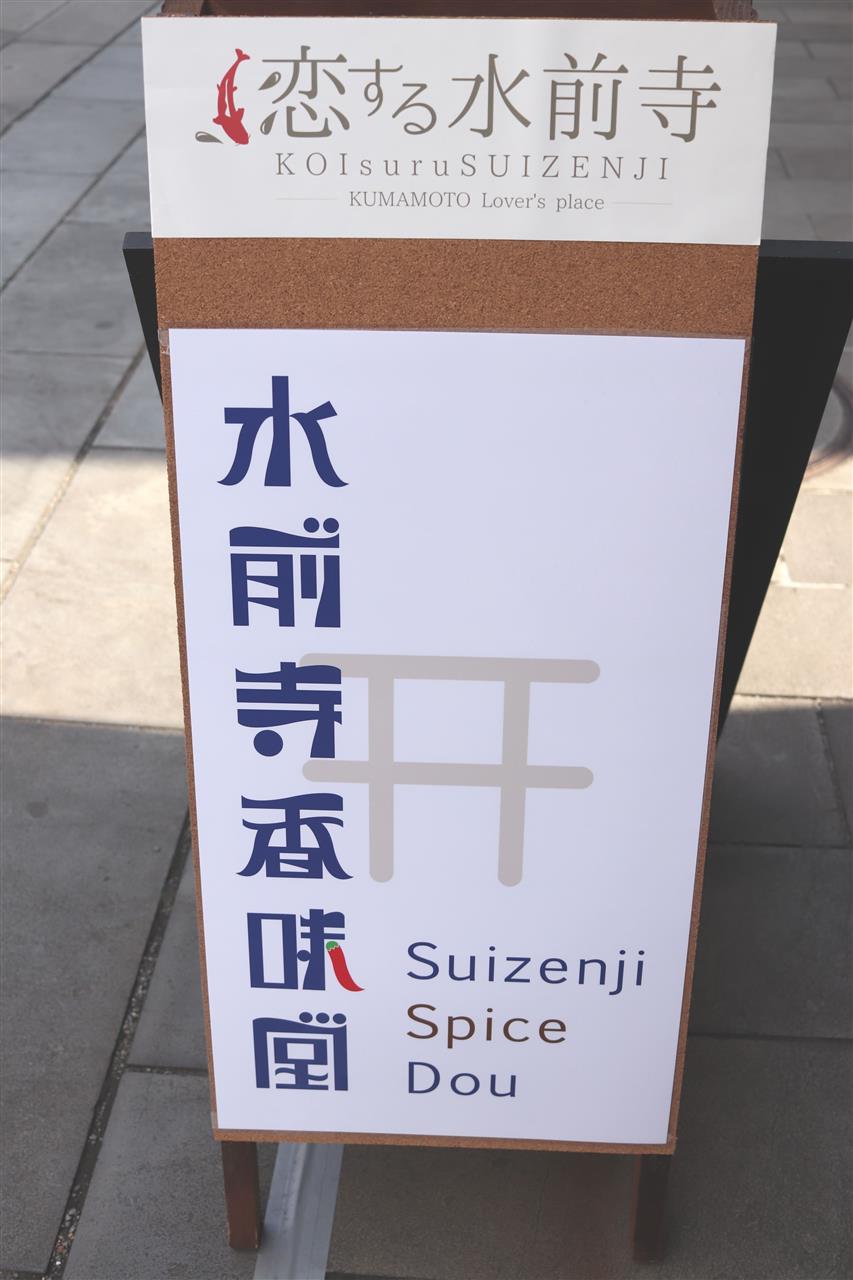 恋する水前寺
KOIsuruSUIZENJI
KUMAMOTO Lover's place
水前寺香味堂
Suizenji
Spice
Dou